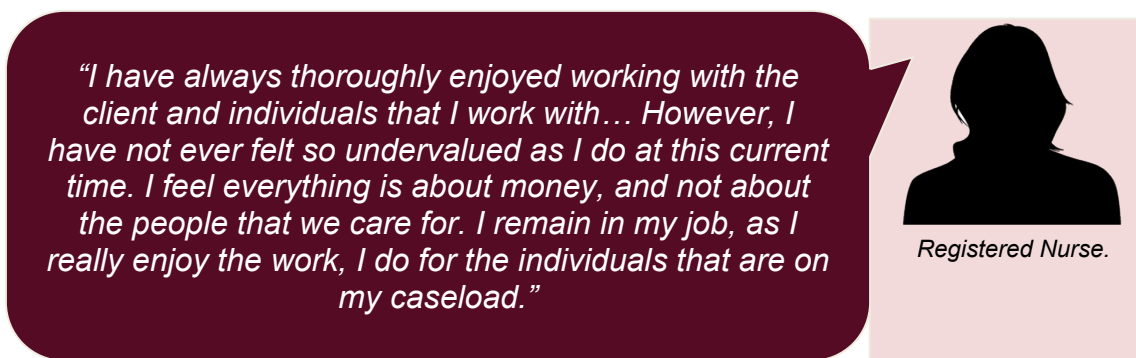 “I have always thoroughly enjoyed working with the
client and individuals that I work with… However, I
have not ever felt so undervalued as I do at this current
time. I feel everything is about money, and not about
the people that we care for. I remain in my job, as I
really enjoy the work, I do for the individuals that are on
my caseload.”
Registered Nurse.